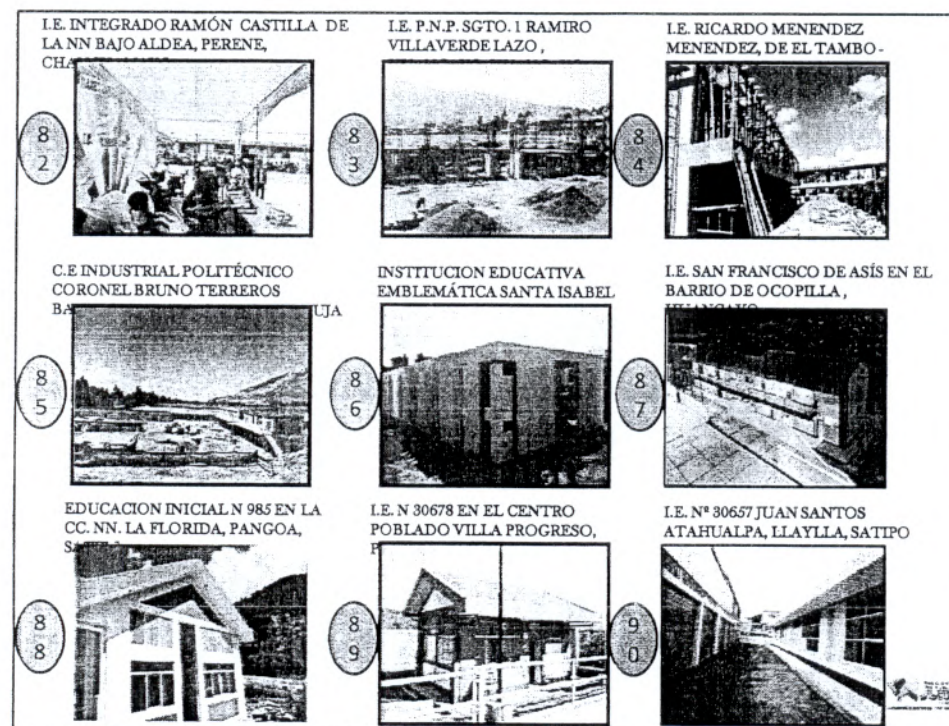 I.E. INTEGRADO RAMÓN CASTILLA DE
LA NN BAJO ALDEA, PERENE,
82
I.E. P.N.P. SGTO. 1 RAMIRO
VILLAVERDE LAZO ,
83
I.E. RICARDO MENENDEZ
MENENDEZ, DE EL TAMBO -
84
C.E INDUSTRIAL POLITÉCNICO
CORONEL BRUNO TERREROS
85
INSTITUCION EDUCATIVA
EMBLEMÁTICA SANTA ISABEL
86
I.E. SAN FRANCISCO DE ASÍS EN EL
BARRIO DE OCOPILLA ,
87
EDUCACION INICIAL N 985 EN LA
CC. NN. LA FLORIDA, PANGOA,
88
I.E. N 30678 EN EL CENTRO
POBLADO VILLA PROGRESO,
89
I.E. Nº 30657 JUAN SANTOS
ATAHUALPA, LLAYLLA, SATIPO
90